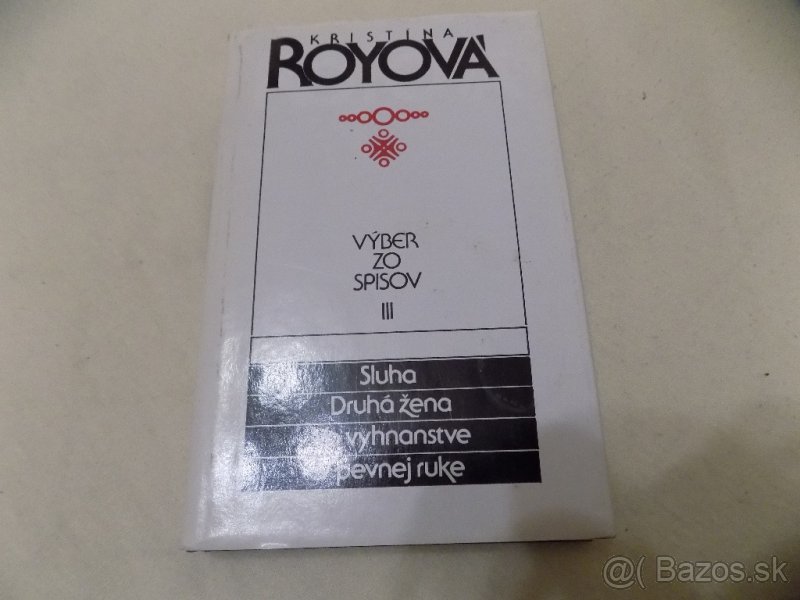 KRISTÍNA
ROYOVÁ
VÝBER
ZO
SPISOV
III
Sluha
Druhá žena
vyhnanstve
pevnej ruke
@( Bazos.sk